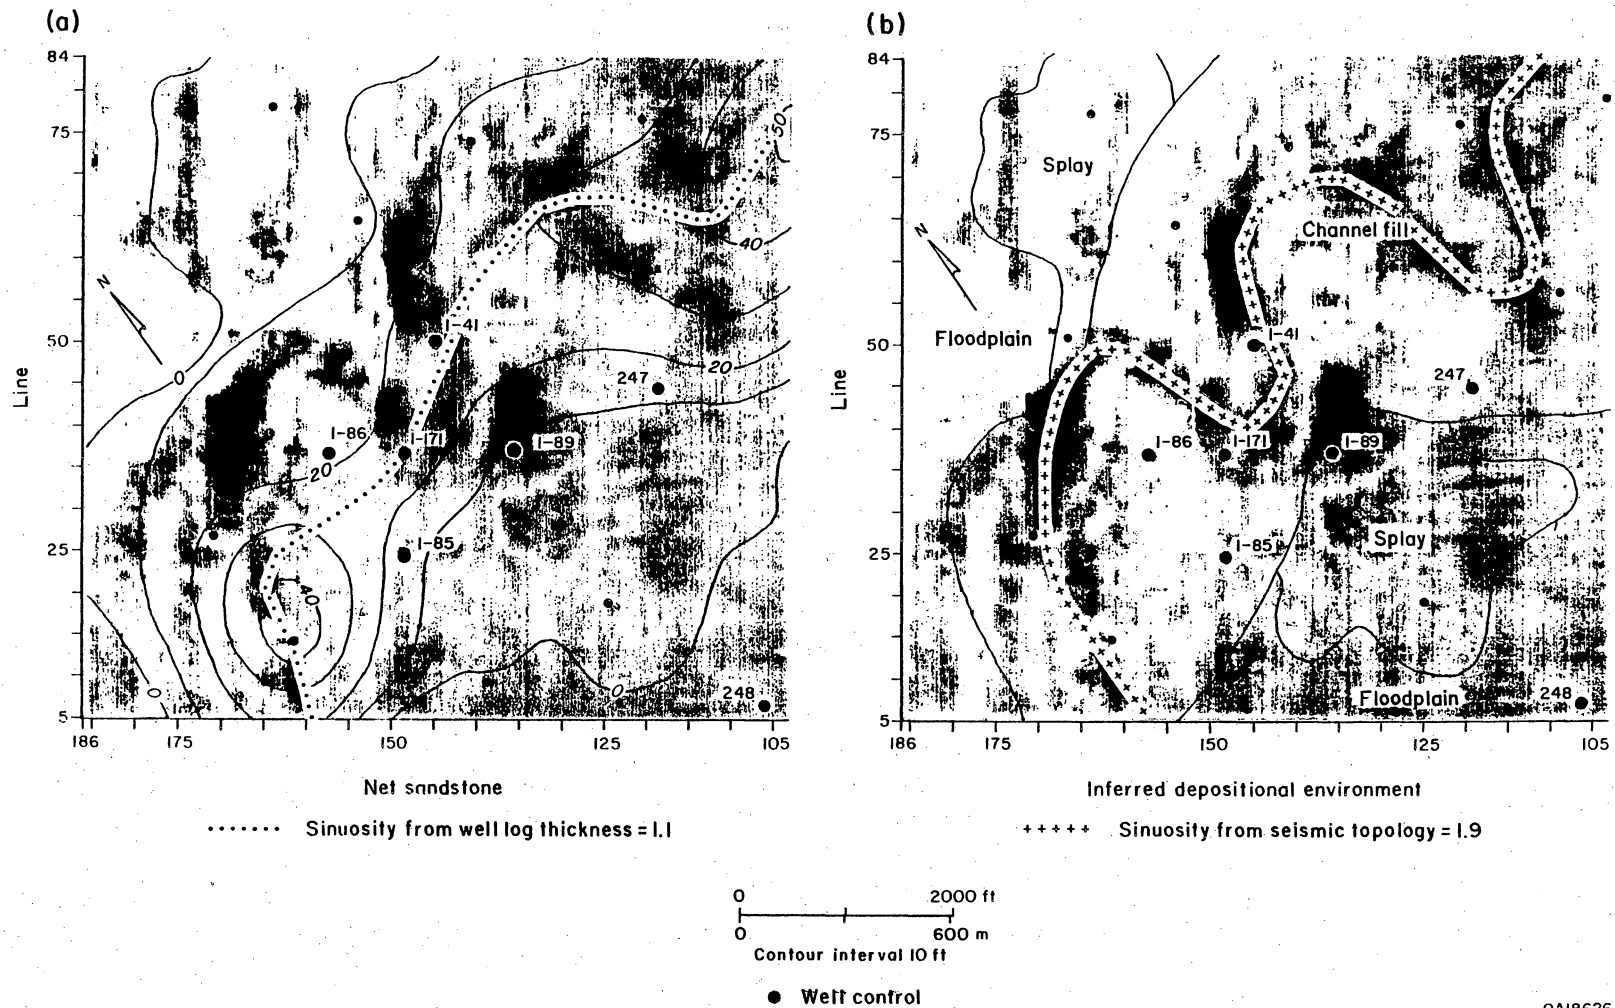 (a)
84
75
50
25
5
Line
N
50
40
20
0
20
40
0
0
1-41
247
1-86
1-171
1-89
1-85
248
186 175 150 125 105
Net sandstone
Sinuosity from well log thickness = 1.1
(b)
84
75
50
25
5
Line
N
Splay
Channel fill
Floodplain
1-41
247
1-86
1-171
1-89
1-85
Splay
Floodplain
248
186 175 150 125 105
Inferred depositional environment
+++++ Sinuosity from seismic topology = 1.9
0 2000 ft
0 600 m
Contour interval 10 ft
Well control